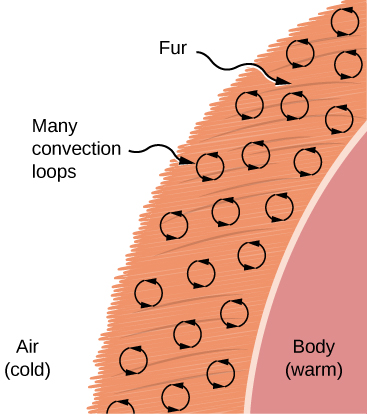 Fur
Many
convection
loops
Air
(cold)
Body
(warm)